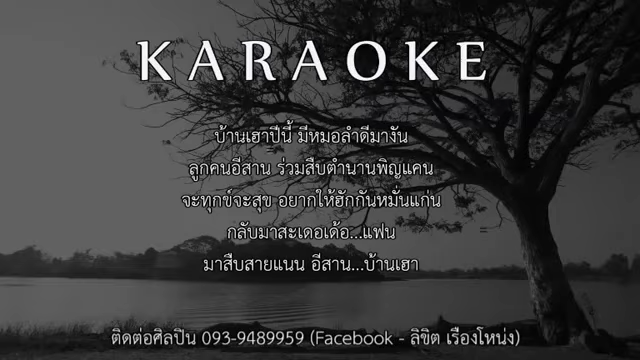 KARAOKE
บ้านเฮาปีนี้ มีหมอลำดีมางัน
ลูกคนอีสาน ร่วมสืบตำนานพิณแคน
จะทุกข์จะสุข อยากให้ฮักกันหมั่นแก่น
กลับมาสะเดอเด้อ...แฟน
มาสืบสายแนน อีสาน...บ้านเฮา
ติดต่อศิลปิน 093-9489959 (Facebook - ลิขิต เรืองโหน่ง)